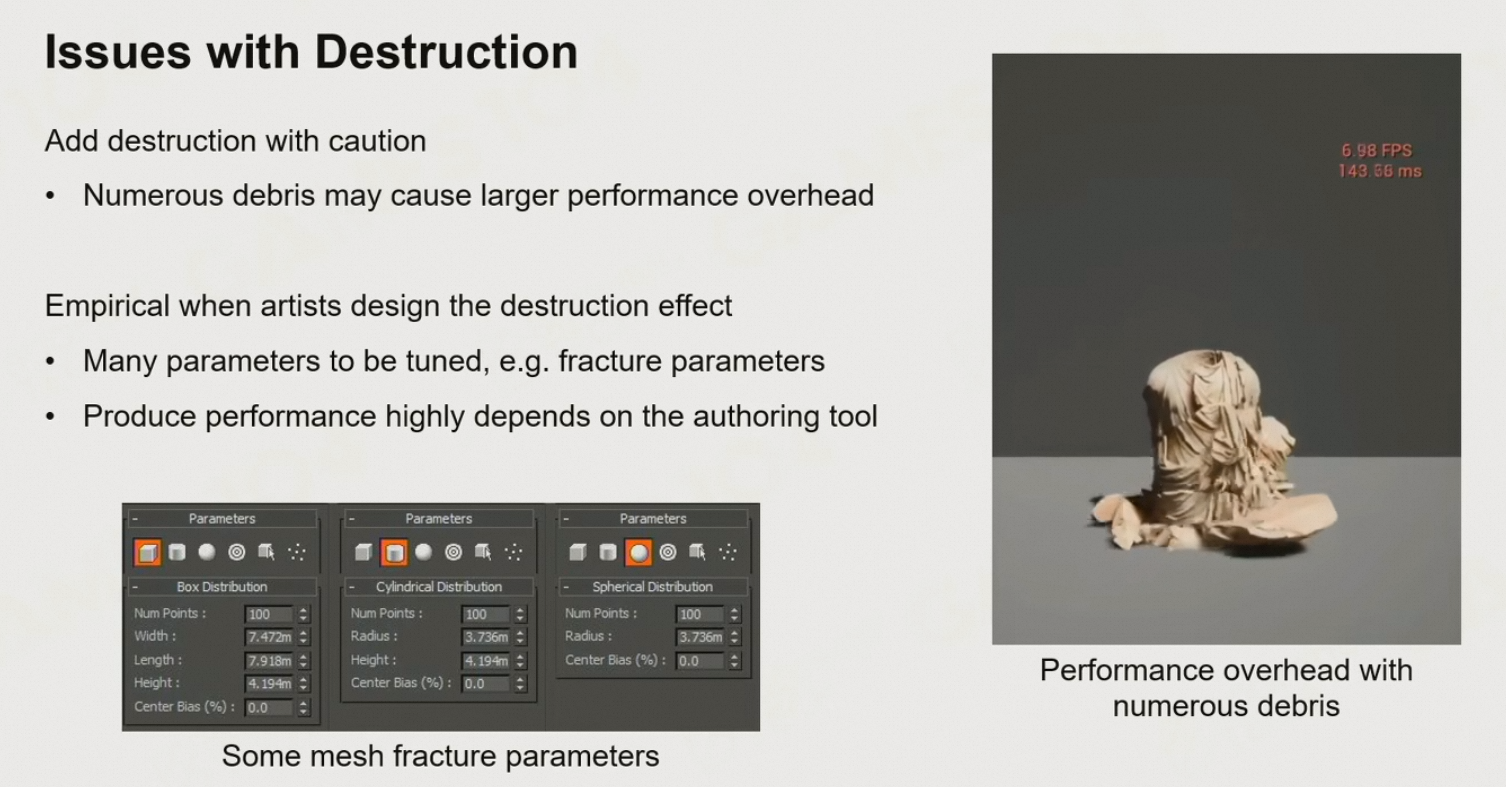 Issues with Destruction
Add destruction with caution
• Numerous debris may cause larger performance overhead
Empirical when artists design the destruction effect
• Many parameters to be tuned, e.g. fracture parameters
• Produce performance highly depends on the authoring tool
- Parameters
- Box Distribution
Num Points : 100
Width : 7.472m
Length : 7.918m
Height : 4.194m
Center Bias (%) : 0.0
- Parameters
- Cylindrical Distribution
Num Points : 100
Radius : 3.736m
Height : 4.194m
Center Bias (%) : 0.0
- Parameters
- Spherical Distribution
Num Points : 100
Radius : 3.736m
Center Bias (%) : 0.0
Some mesh fracture parameters
6.98 FPS
ms
Performance overhead with
numerous debris